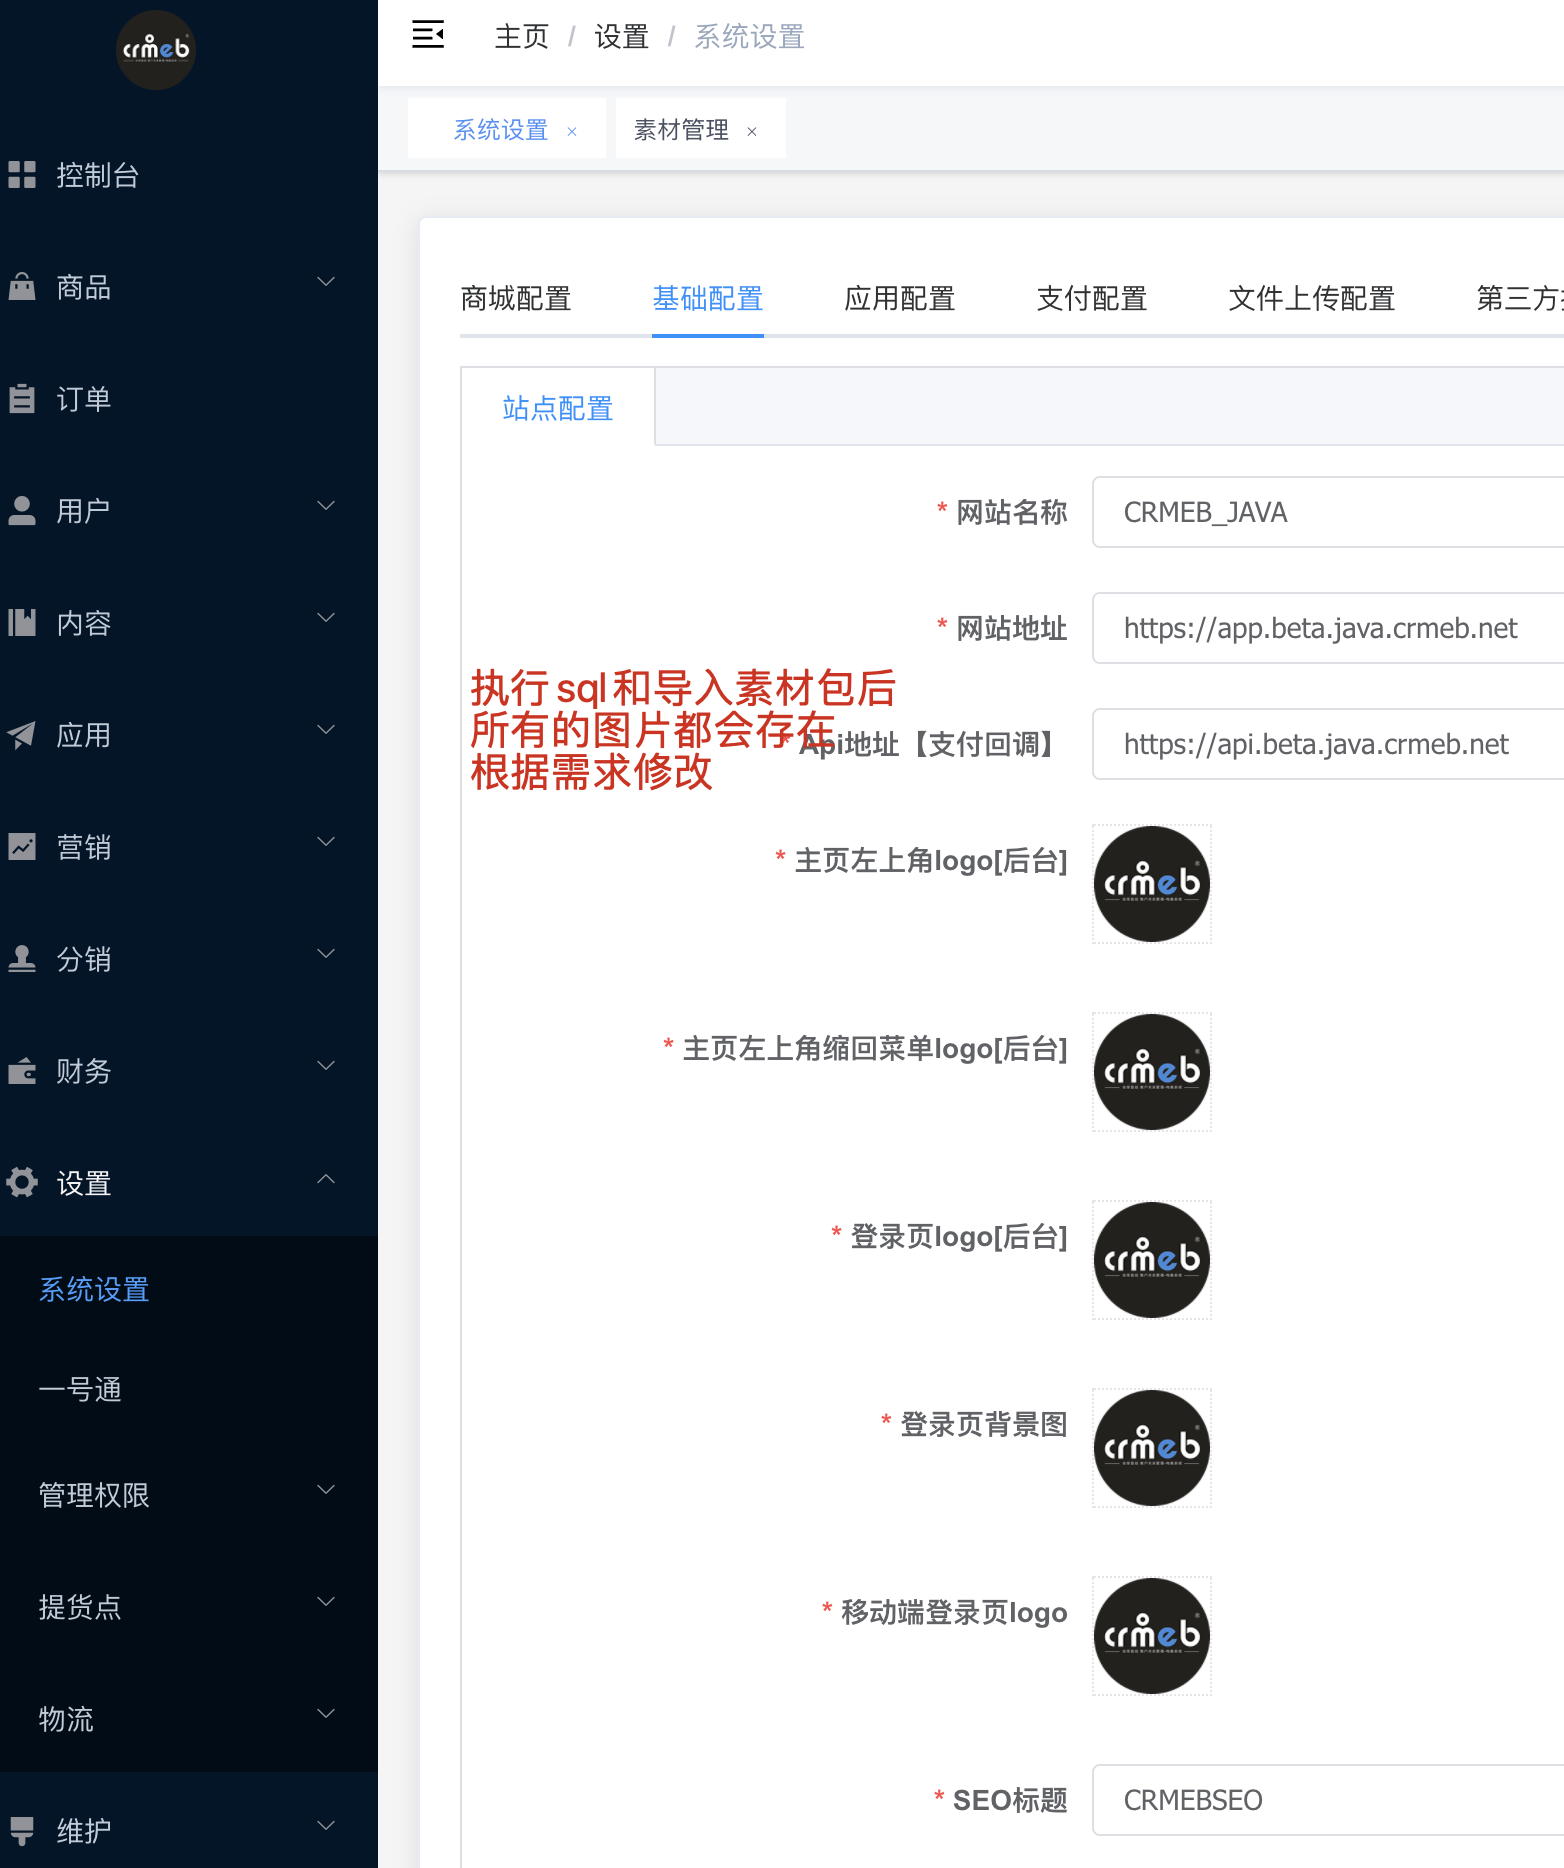 crmeb
主页 / 设置 / 系统设置
系统设置 ×
素材管理 ×
控制台
商品
订单
用户
内容
应用
营销
分销
财务
设置
系统设置
一号通
管理权限
提货点
物流
维护
商城配置
基础配置
应用配置
支付配置
文件上传配置
第三方
站点配置
* 网站名称
CRMEB_JAVA
* 网站地址
https://app.beta.java.crmeb.net
执行sql和导入素材包后
所有的图片都会存在
根据需求修改
* Api地址【支付回调】
https://api.beta.java.crmeb.net
* 主页左上角logo[后台]
crmeb
* 主页左上角缩回菜单logo[后台]
crmeb
* 登录页logo[后台]
crmeb
* 登录页背景图
crmeb
* 移动端登录页logo
crmeb
* SEO标题
CRMEBSEO